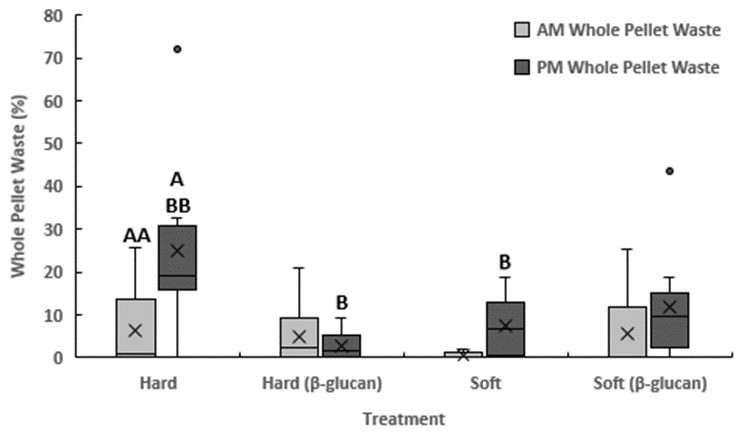 80
70
60
50
40
30
20
10
0
Whole Pellet Waste (%)
AM Whole Pellet Waste
PM Whole Pellet Waste
A
AA
BB
B
B
Hard
Hard (β-glucan)
Soft
Soft (β-glucan)
Treatment